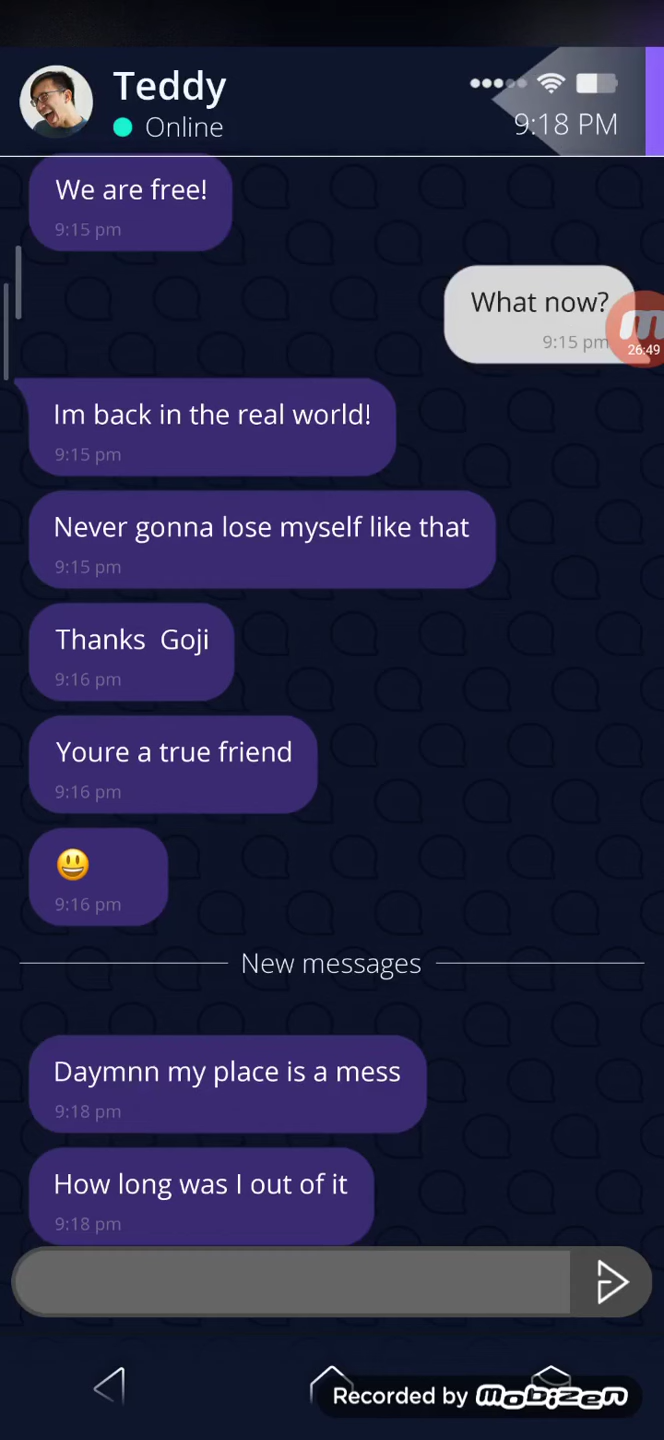 Teddy
Online
9:18 PM
We are free!
9:15 pm
What now?
9:15 pm
26:49
Im back in the real world!
9:15 pm
Never gonna lose myself like that
9:15 pm
Thanks  Goji
9:16 pm
Youre a true friend
9:16 pm
😃
9:16 pm
New messages
Daymnn my place is a mess
9:18 pm
How long was I out of it
9:18 pm
Recorded by mobizen